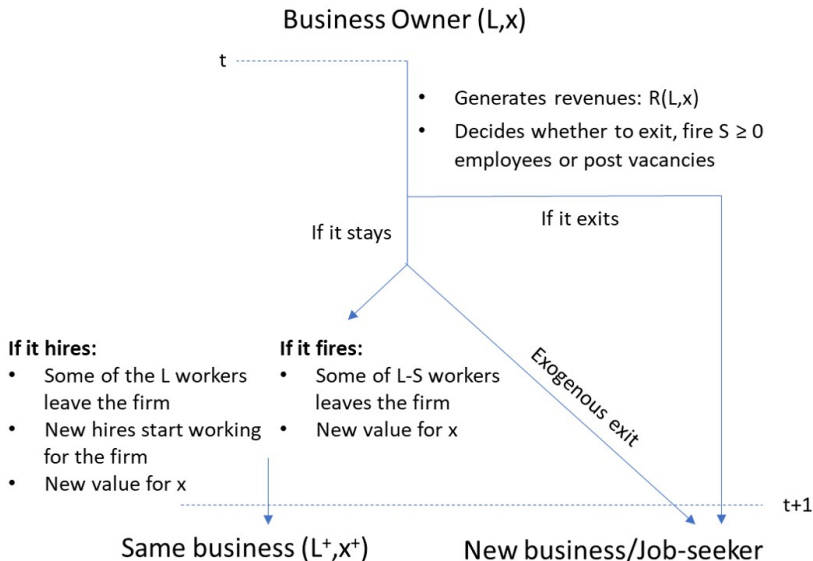 Business Owner (L,x)
t
• Generates revenues: R(L,x)
• Decides whether to exit, fire S ≥ 0
employees or post vacancies
If it stays
If it exits
If it hires:
• Some of the L workers
leave the firm
• New hires start working
for the firm
• New value for x
If it fires:
• Some of L-S workers
leaves the firm
• New value for x
Exogenous exit
t+1
Same business (L⁺,x⁺)
New business/Job-seeker